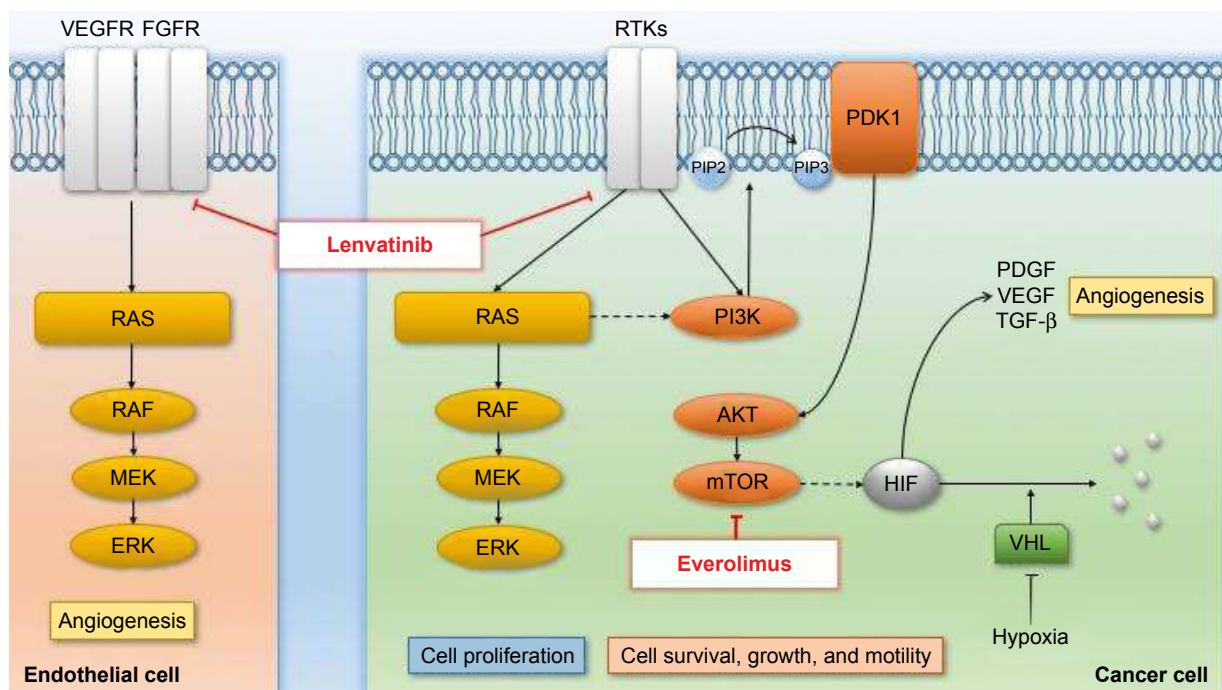 VEGFR FGFR
RTKs
PDK1
PIP2
PIP3
Lenvatinib
PDGF
VEGF
TGF-β
Angiogenesis
RAS
RAS
PI3K
RAF
RAF
AKT
MEK
MEK
mTOR
HIF
ERK
ERK
Everolimus
VHL
Angiogenesis
Hypoxia
Cell proliferation
Cell survival, growth, and motility
Endothelial cell
Cancer cell